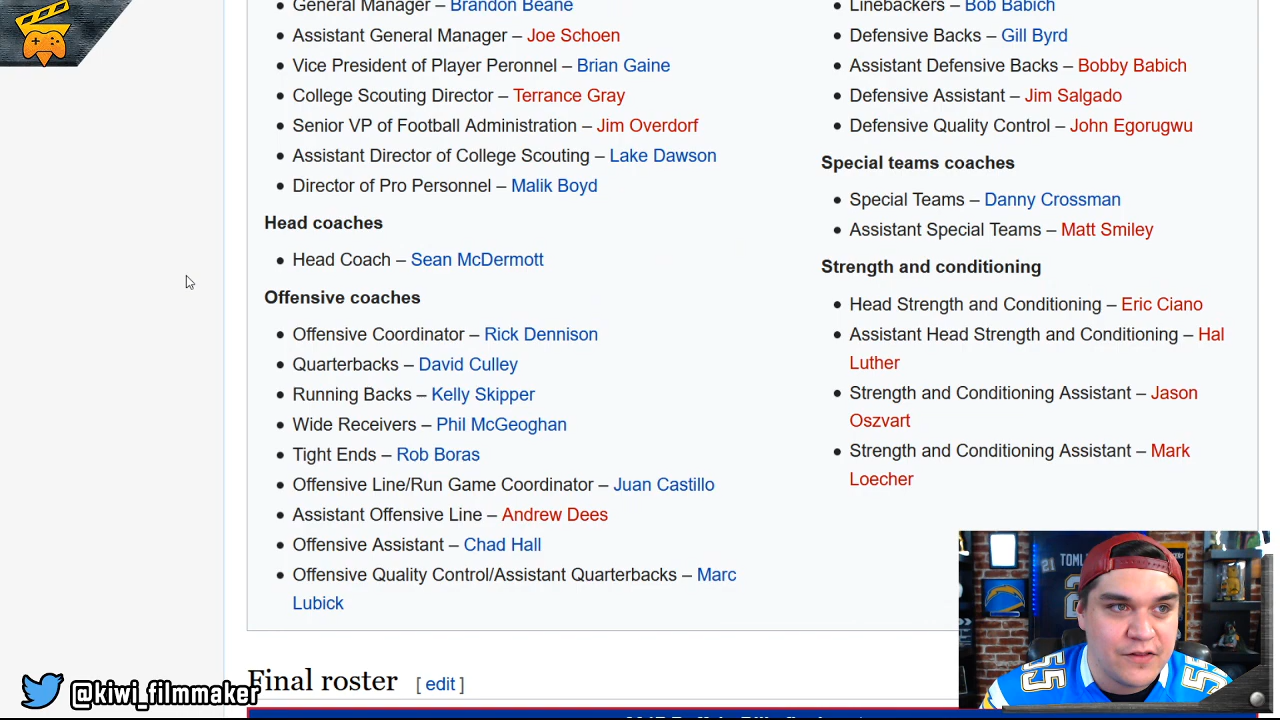 General Manager – Brandon Beane
Assistant General Manager – Joe Schoen
Vice President of Player Peronnel – Brian Gaine
College Scouting Director – Terrance Gray
Senior VP of Football Administration – Jim Overdorf
Assistant Director of College Scouting – Lake Dawson
Director of Pro Personnel – Malik Boyd
Head coaches
Head Coach – Sean McDermott
Offensive coaches
Offensive Coordinator – Rick Dennison
Quarterbacks – David Culley
Running Backs – Kelly Skipper
Wide Receivers – Phil McGeoghan
Tight Ends – Rob Boras
Offensive Line/Run Game Coordinator – Juan Castillo
Assistant Offensive Line – Andrew Dees
Offensive Assistant – Chad Hall
Offensive Quality Control/Assistant Quarterbacks – Marc
Lubick
Linebackers – Bob Babich
Defensive Backs – Gill Byrd
Assistant Defensive Backs – Bobby Babich
Defensive Assistant – Jim Salgado
Defensive Quality Control – John Egorugwu
Special teams coaches
Special Teams – Danny Crossman
Assistant Special Teams – Matt Smiley
Strength and conditioning
Head Strength and Conditioning – Eric Ciano
Assistant Head Strength and Conditioning – Hal
Luther
Strength and Conditioning Assistant – Jason
Oszvart
Strength and Conditioning Assistant – Mark
Loecher
Final roster [ edit ]
@kiwi_filmmaker
21 TOML
55 55